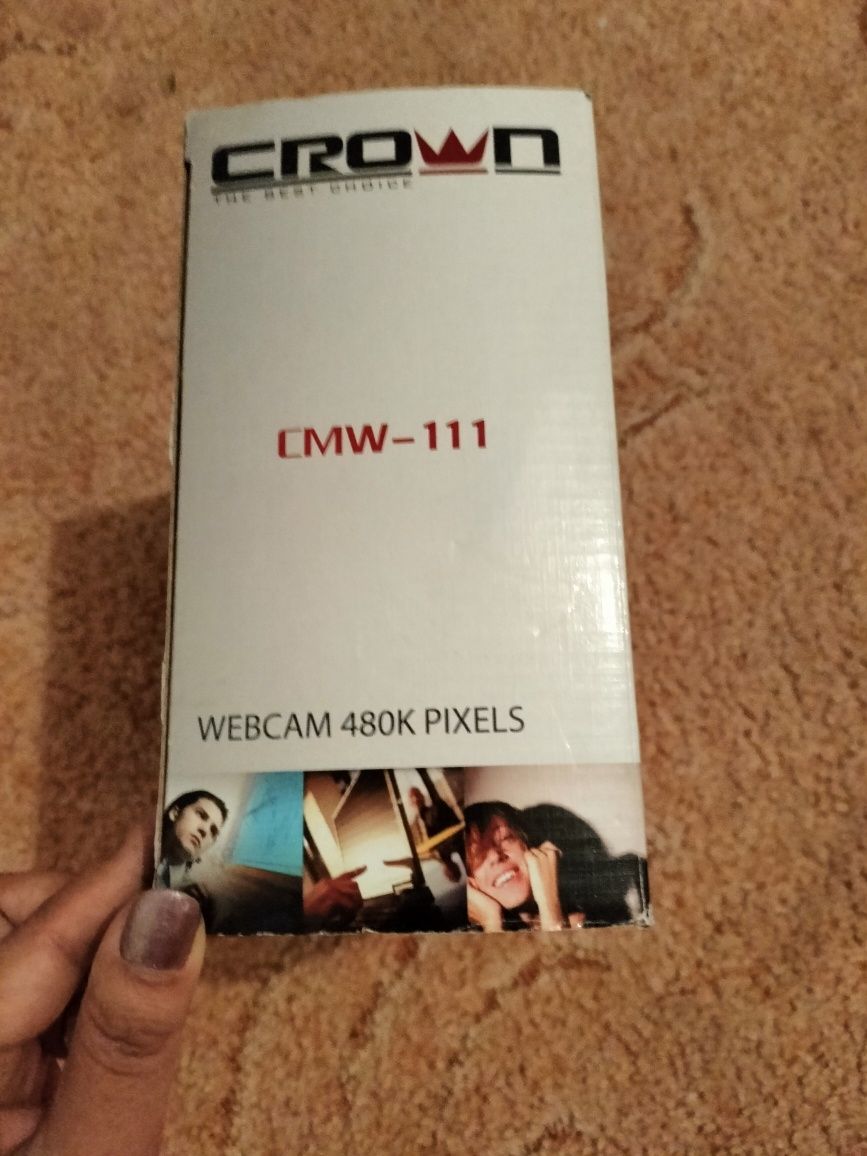 CROWN
THE BEST CHOICE
CMW-111
WEBCAM 480K PIXELS